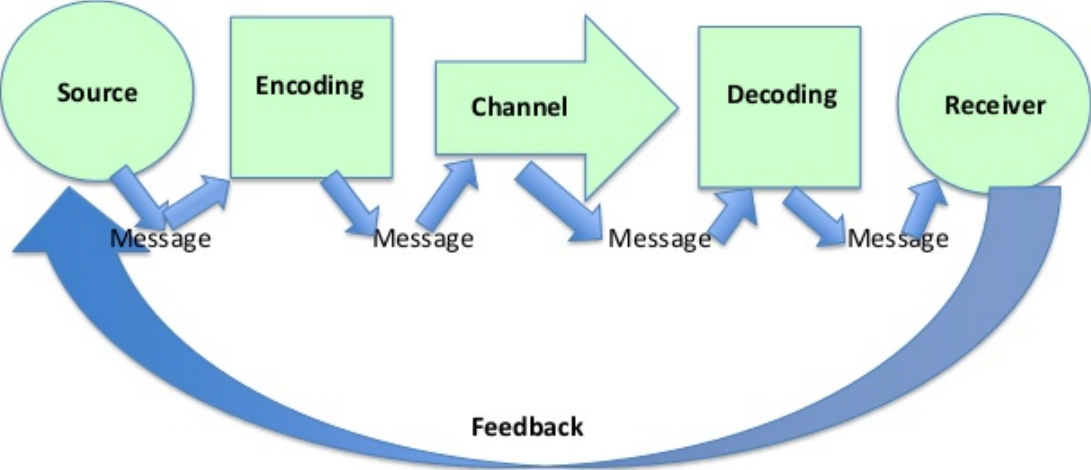 Source
Encoding
Channel
Decoding
Receiver
Message
Message
Message
Message
Feedback